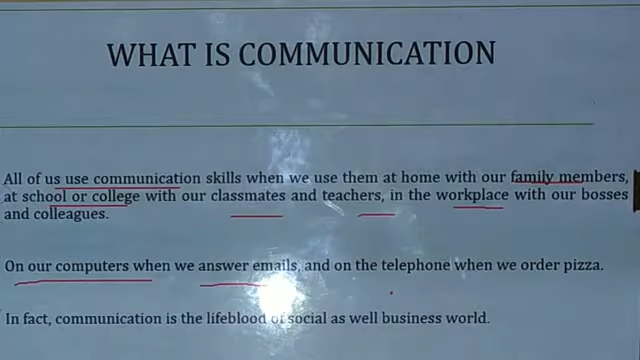 WHAT IS COMMUNICATION
All of us use communication skills when we use them at home with our family members,
at school or college with our classmates and teachers, in the workplace with our bosses
and colleagues.
On our computers when we answer emails, and on the telephone when we order pizza.
In fact, communication is the lifeblood of social as well business world.